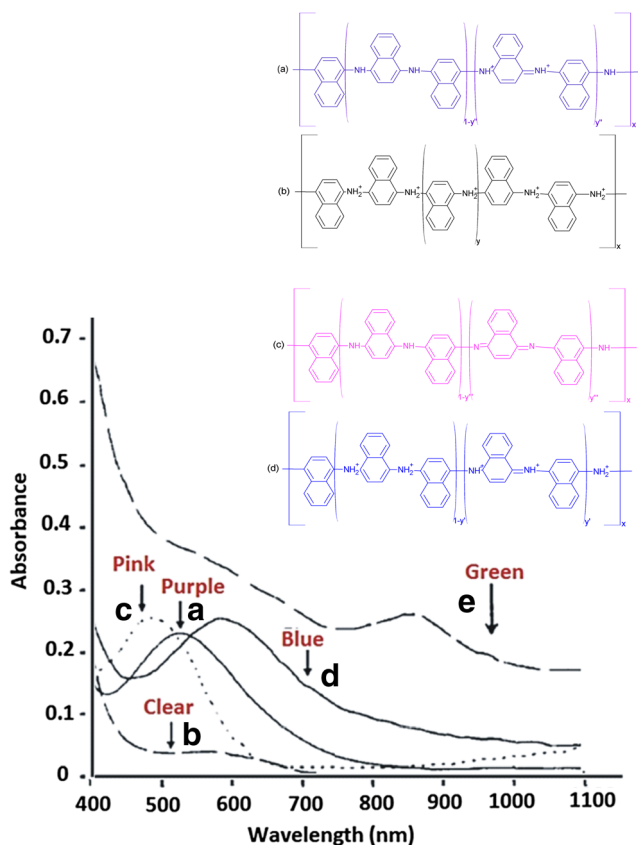 (a) NH NH NH+ NH+ NH
1-y" y" x
(b) NH2+ NH2+ NH2+ NH2+ NH2+
y x
(c) NH NH N N NH
1-y'" y'" x
(d) NH2+ NH2+ NH+ NH+ NH2+
1-y' y' x
0.7
0.6
0.5
0.4
0.3
0.2
0.1
0
Absorbance
Pink
c
Purple
a
Blue
d
Clear
b
Green
e
400 500 600 700 800 900 1000 1100
Wavelength (nm)